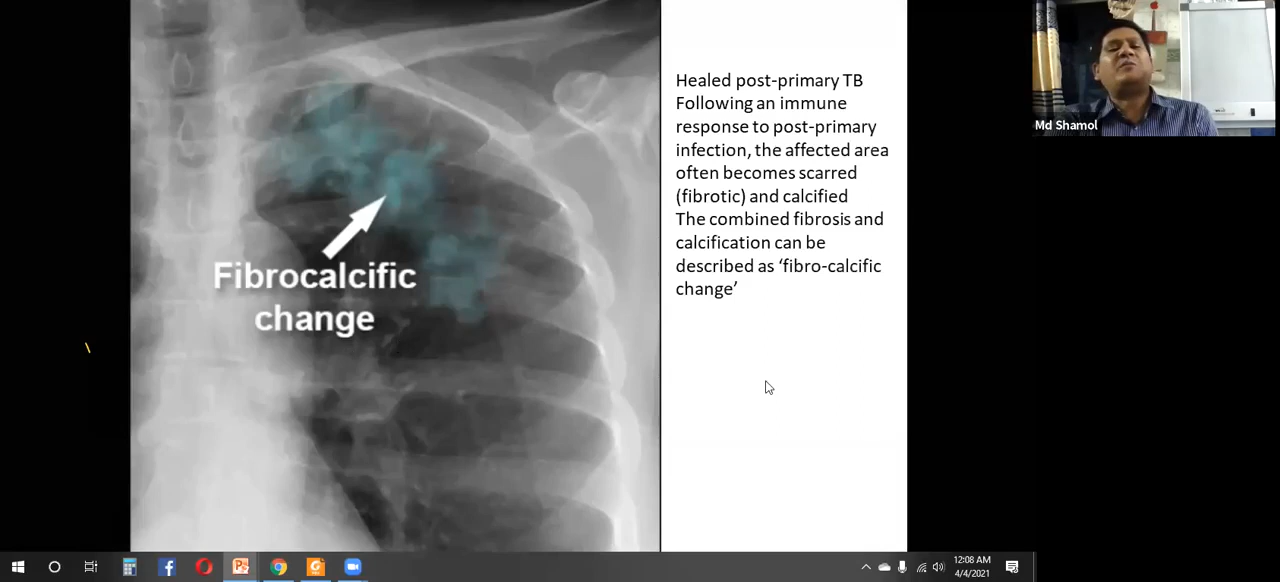 Fibrocalcific
change
Healed post-primary TB
Following an immune
response to post-primary
infection, the affected area
often becomes scarred
(fibrotic) and calcified
The combined fibrosis and
calcification can be
described as ‘fibro-calcific
change’
Md Shamol
12:08 AM
4/4/2021